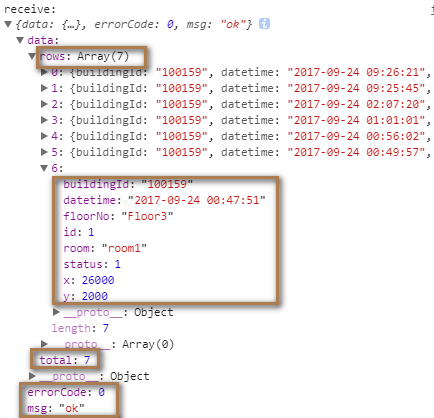 receive:
▼{data: {…}, errorCode: 0, msg: "ok"} i
▼data:
▼rows: Array(7)
▶0: {buildingId: "100159", datetime: "2017-09-24 09:26:21",
▶1: {buildingId: "100159", datetime: "2017-09-24 09:25:45",
▶2: {buildingId: "100159", datetime: "2017-09-24 02:07:20",
▶3: {buildingId: "100159", datetime: "2017-09-24 01:01:01",
▶4: {buildingId: "100159", datetime: "2017-09-24 00:56:02",
▶5: {buildingId: "100159", datetime: "2017-09-24 00:49:57",
▼6:
buildingId: "100159"
datetime: "2017-09-24 00:47:51"
floorNo: "Floor3"
id: 1
room: "room1"
status: 1
x: 26000
y: 2000
▶__proto__: Object
length: 7
▶__proto__: Array(0)
total: 7
▶__proto__: Object
errorCode: 0
msg: "ok"